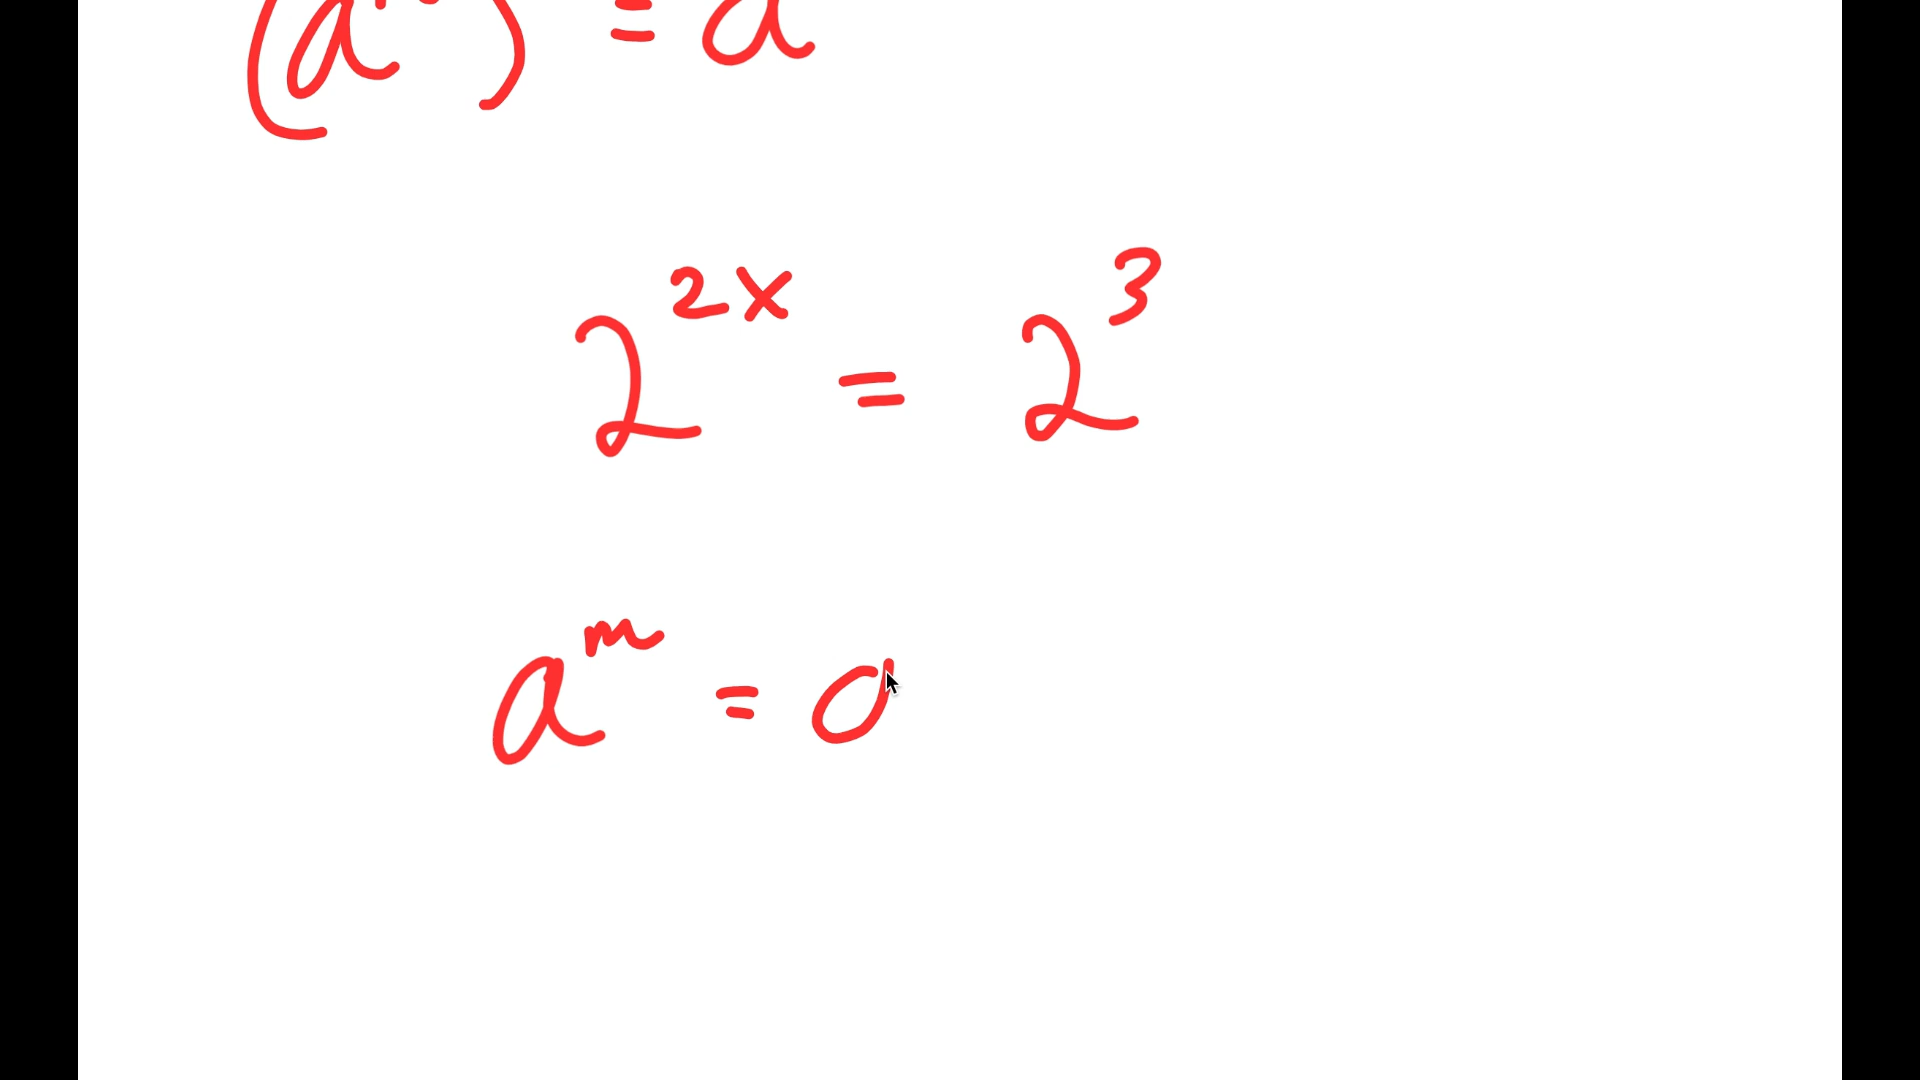 (a ) = a
2^{2x} = 2^3
a^m = a